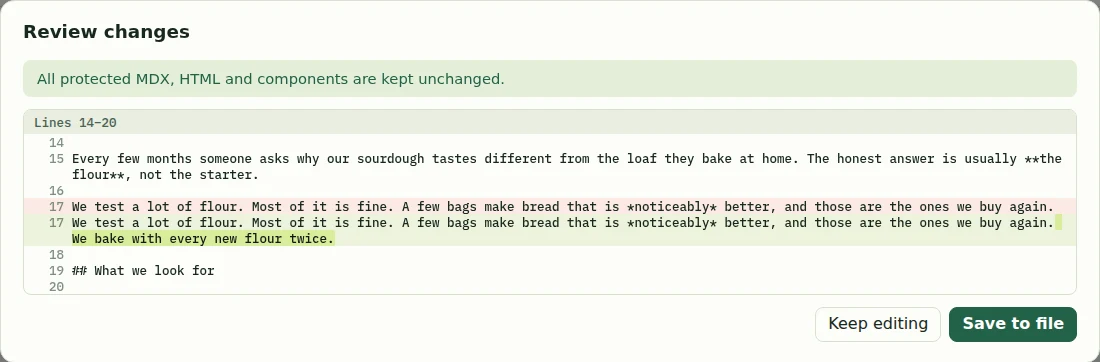 Review changes
All protected MDX, HTML and components are kept unchanged.
Lines 14–20
14
15 Every few months someone asks why our sourdough tastes different from the loaf they bake at home. The honest answer is usually **the
flour**, not the starter.
16
17 We test a lot of flour. Most of it is fine. A few bags make bread that is *noticeably* better, and those are the ones we buy again.
17 We test a lot of flour. Most of it is fine. A few bags make bread that is *noticeably* better, and those are the ones we buy again.
We bake with every new flour twice.
18
19 ## What we look for
20
Keep editing
Save to file